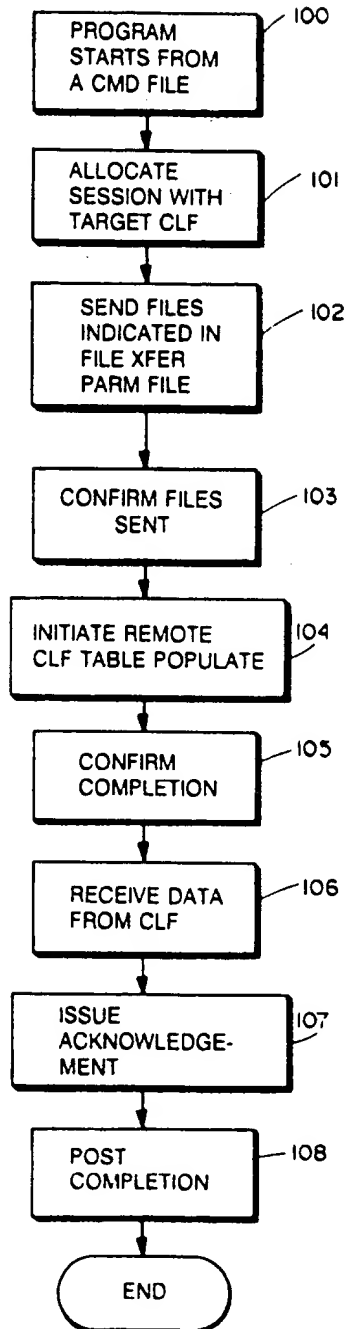 100
PROGRAM
STARTS FROM
A CMD FILE
101
ALLOCATE
SESSION WITH
TARGET CLF
102
SEND FILES
INDICATED IN
FILE XFER
PARM FILE
103
CONFIRM FILES
SENT
104
INITIATE REMOTE
CLF TABLE POPULATE
105
CONFIRM
COMPLETION
106
RECEIVE DATA
FROM CLF
107
ISSUE
ACKNOWLEDGE-
MENT
108
POST
COMPLETION
END